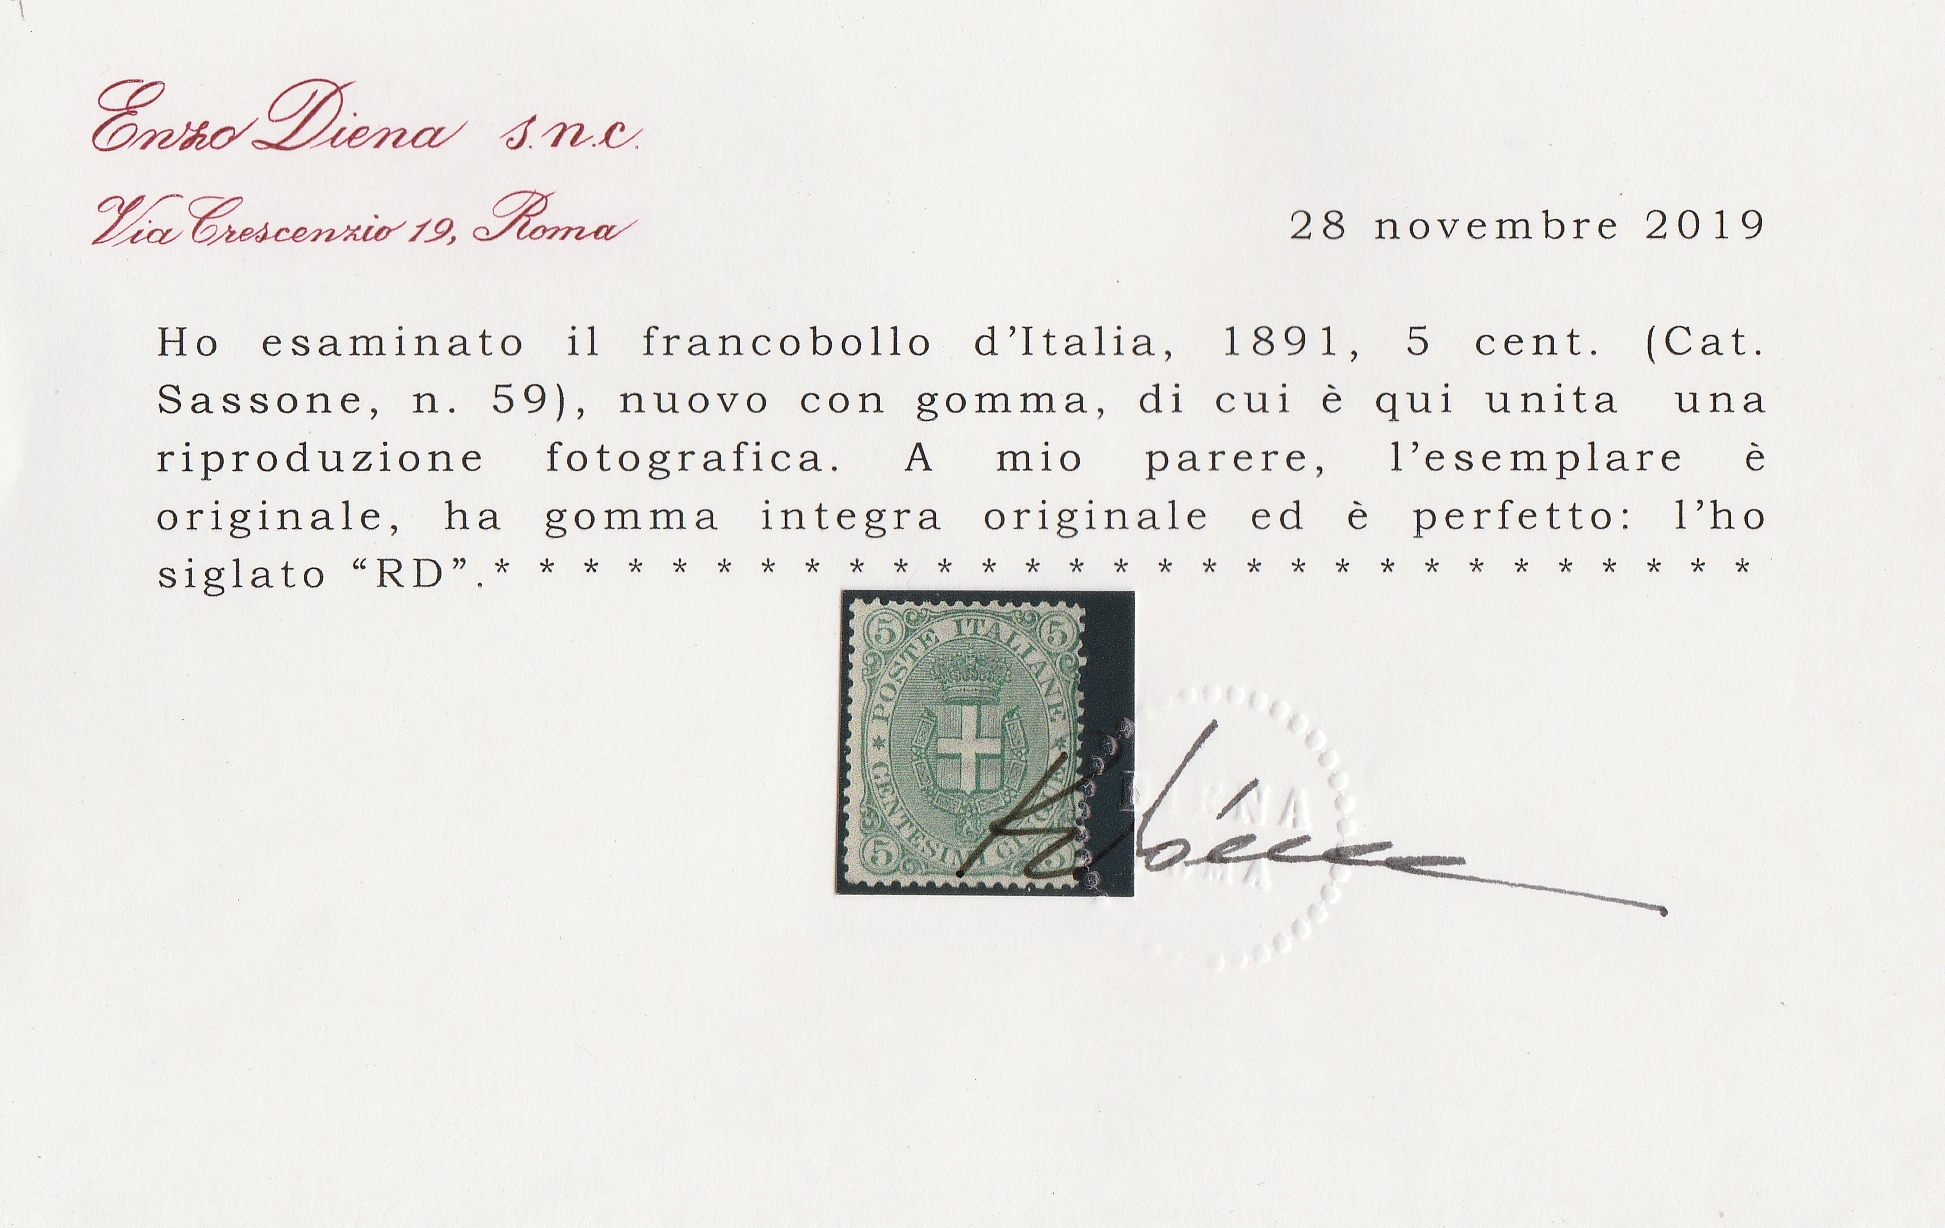 Enzo Diena s.n.c.
Via Crescenzio 19, Roma
28 novembre 2019
Ho esaminato il francobollo d’Italia, 1891, 5 cent. (Cat.
Sassone, n. 59), nuovo con gomma, di cui è qui unita una
riproduzione fotografica. A mio parere, l’esemplare è
originale, ha gomma integra originale ed è perfetto: l’ho
siglato “RD”.* * * * * * * * * * * * * * * * * * * * * * * * * * * * *
5 5
POSTE ITALIANE
CENTESIMI CINQUE
5 5
DIENA
ROMA